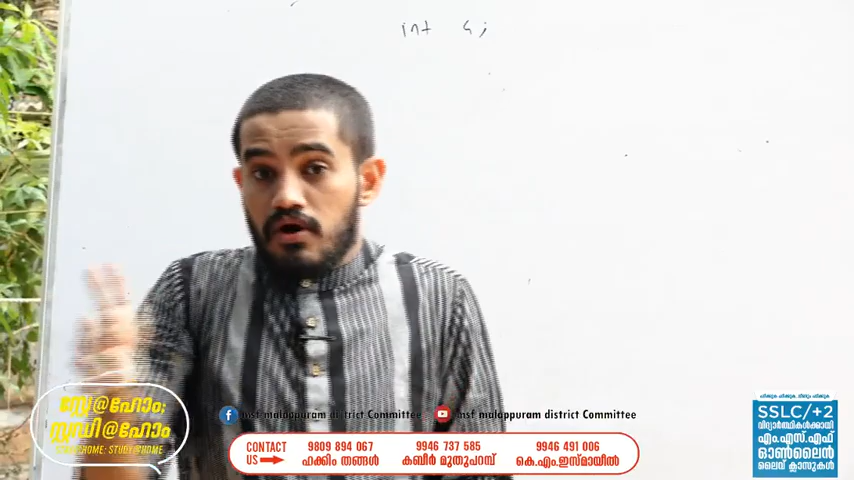 int a;
സ്റ്റേ@ഹോം;
സ്റ്റഡി@ഹോം
STAY@HOME: STUDY@HOME
msf malappuram district Committee
msf malappuram district Committee
CONTACT US
9809 894 067
ഹക്കീം തങ്ങൾ
9946 737 585
കബീർ മുതുപറമ്പ്
9946 491 006
കെ.എം.ഇസ്മായീൽ
SSLC/+2
വിദ്യാർത്ഥികൾക്കായി
എം.എസ്.എഫ്
ഓൺലൈൻ
ലൈവ് ക്ലാസുകൾ